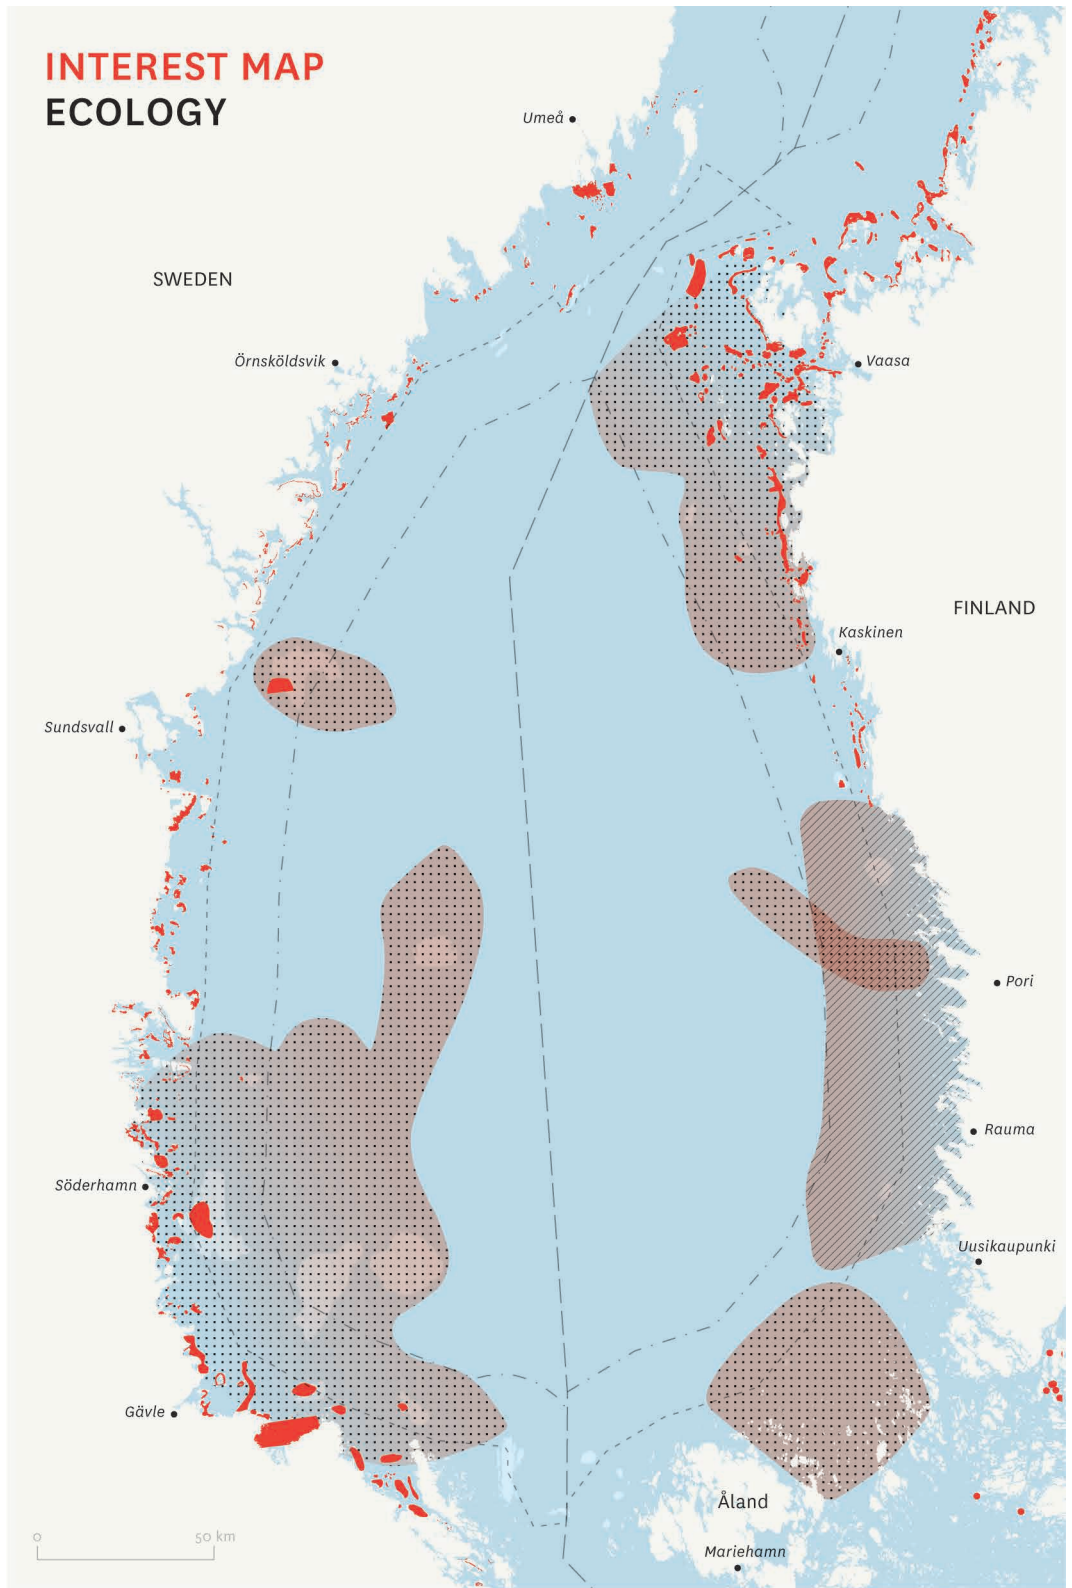 INTEREST MAP
ECOLOGY
Umeå
SWEDEN
Örnsköldsvik
Vaasa
FINLAND
Kaskinen
Sundsvall
Pori
Rauma
Söderhamn
Uusikaupunki
Gävle
Åland
0 50 km
Mariehamn